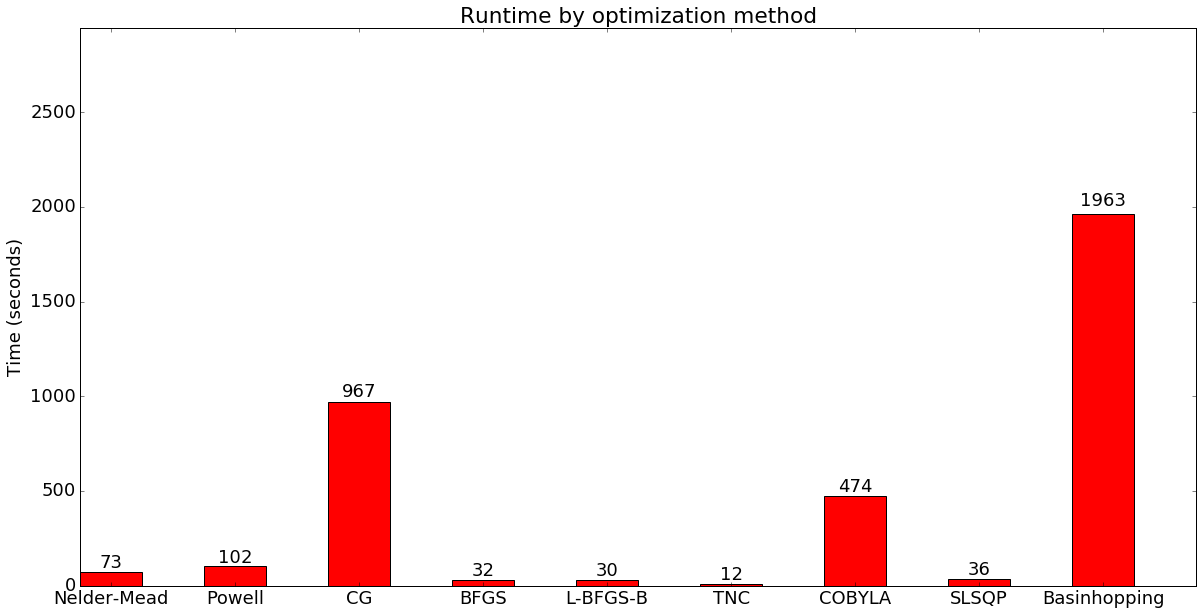 Runtime by optimization method
Time (seconds)
2500
2000
1500
1000
500
0
73
102
967
32
30
12
474
36
1963
Nelder-Mead
Powell
CG
BFGS
L-BFGS-B
TNC
COBYLA
SLSQP
Basinhopping